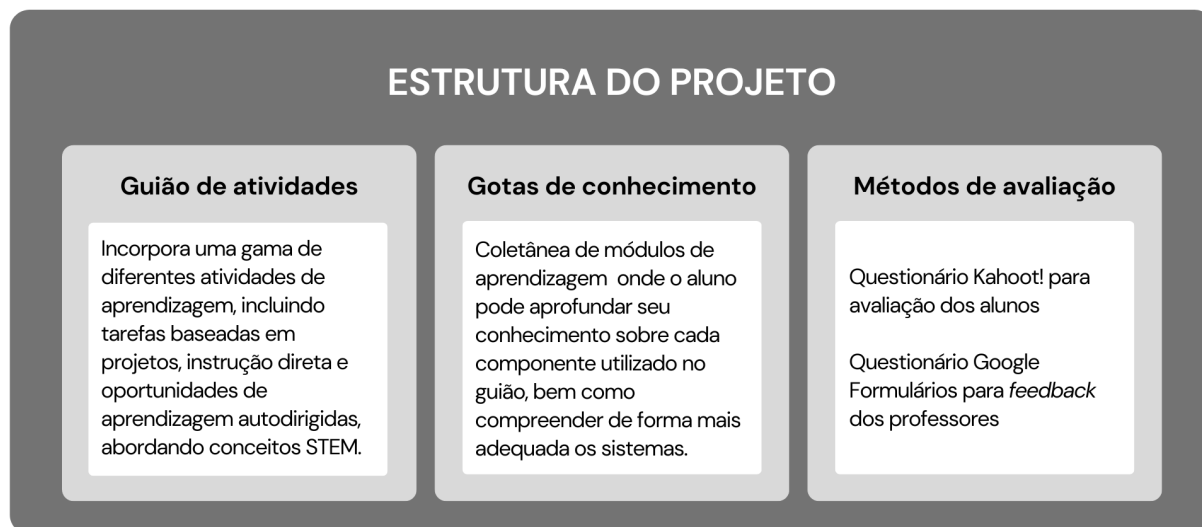 ESTRUTURA DO PROJETO
Guião de atividades
Incorpora uma gama de
diferentes atividades de
aprendizagem, incluindo
tarefas baseadas em
projetos, instrução direta e
oportunidades de
aprendizagem autodirigidas,
abordando conceitos STEM.
Gotas de conhecimento
Coletânea de módulos de
aprendizagem onde o aluno
pode aprofundar seu
conhecimento sobre cada
componente utilizado no
guião, bem como
compreender de forma mais
adequada os sistemas.
Métodos de avaliação
Questionário Kahoot! para
avaliação dos alunos
Questionário Google
Formulários para feedback
dos professores